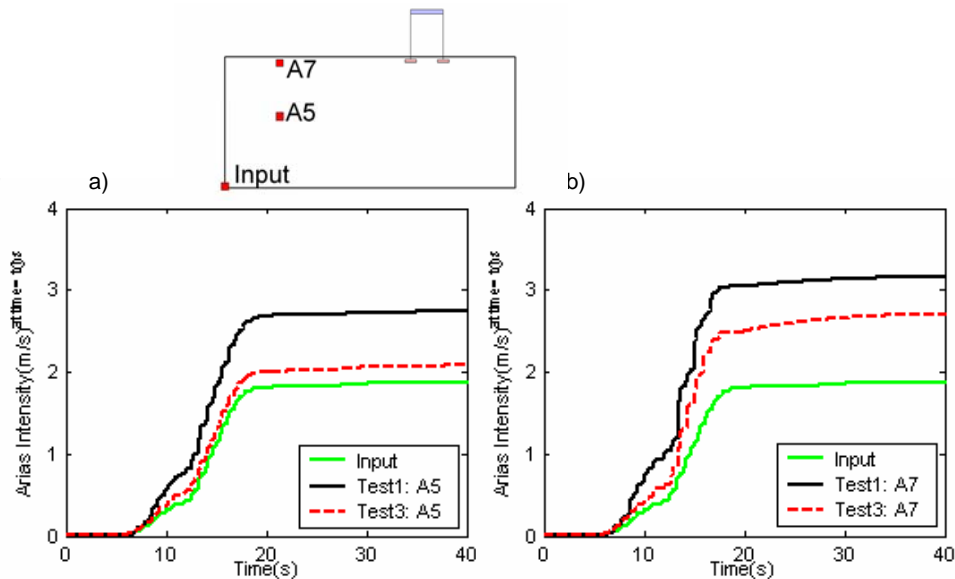 A7
A5
Input
a)
b)
4
3
2
1
0
Arias Intensity(m/s)
0 10 20 30 40
Time(s)
Input
Test1: A5
Test3: A5
4
3
2
1
0
Arias Intensity(m/s)
0 10 20 30 40
Time(s)
Input
Test1: A7
Test3: A7